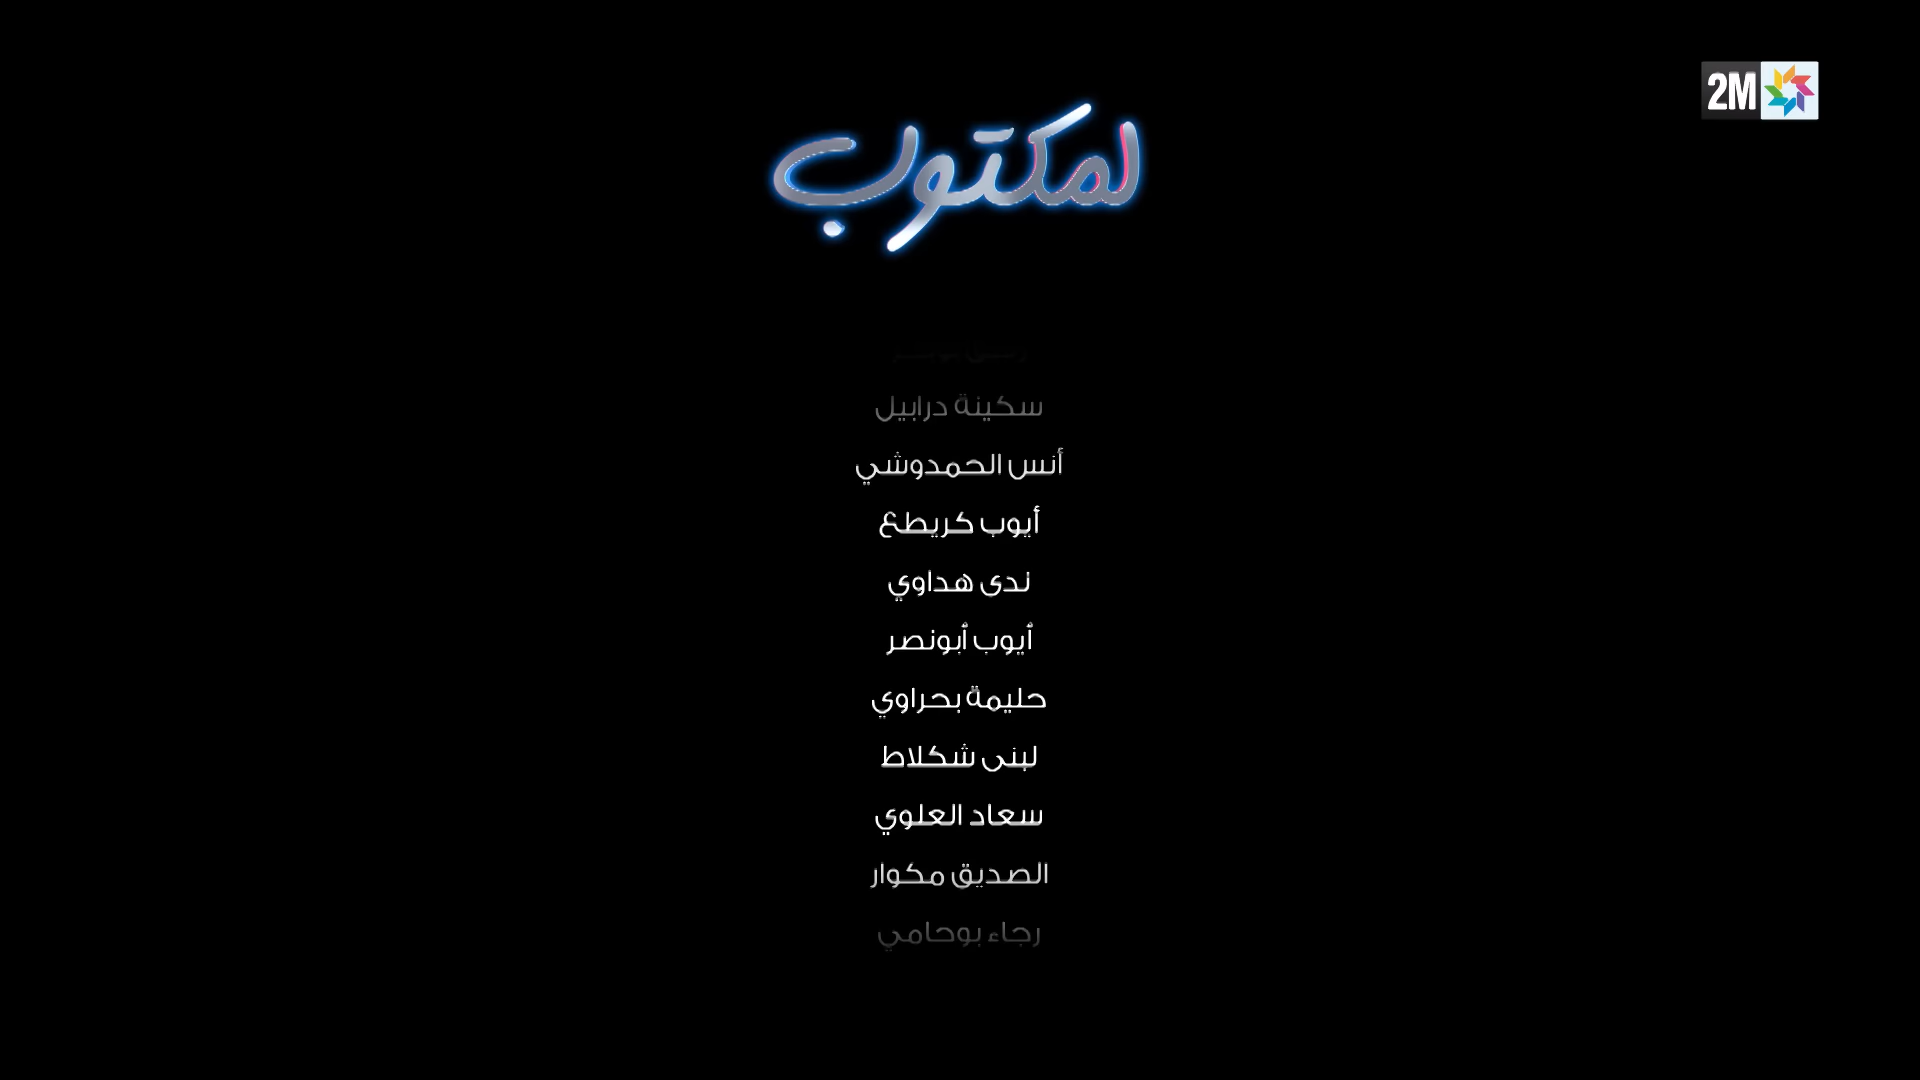 2M
لمكتوب
سكينة درابيل
أنس الحمدوشي
أيوب كريطع
ندى هداوي
أيوب أبونصر
حليمة بحراوي
لبنى شكلاط
سعاد العلوي
الصديق مكوار
رجاء بوحامي